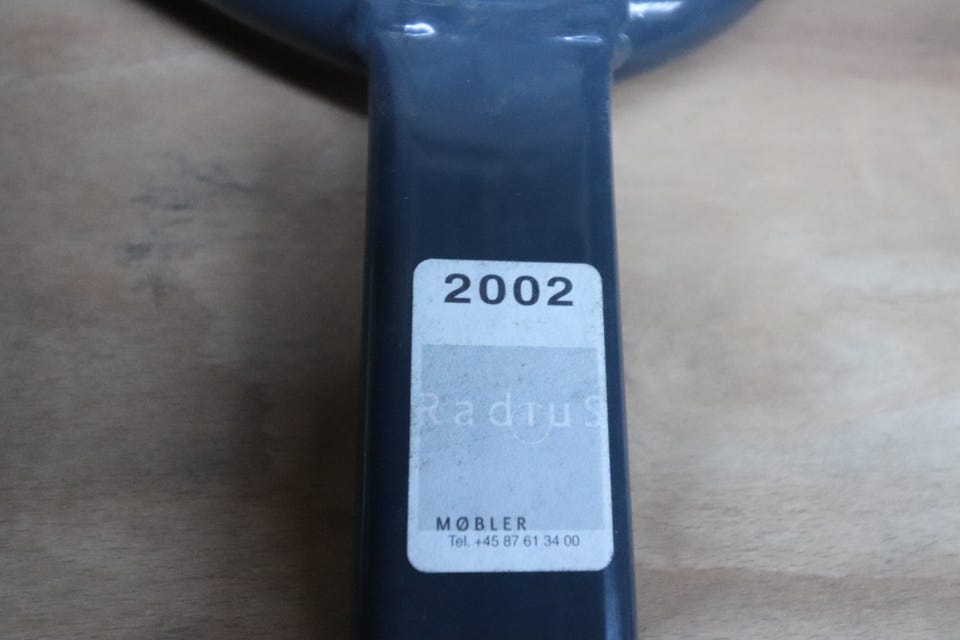 2002
Radius
MØBLER
Tel. +45 87 61 34 00